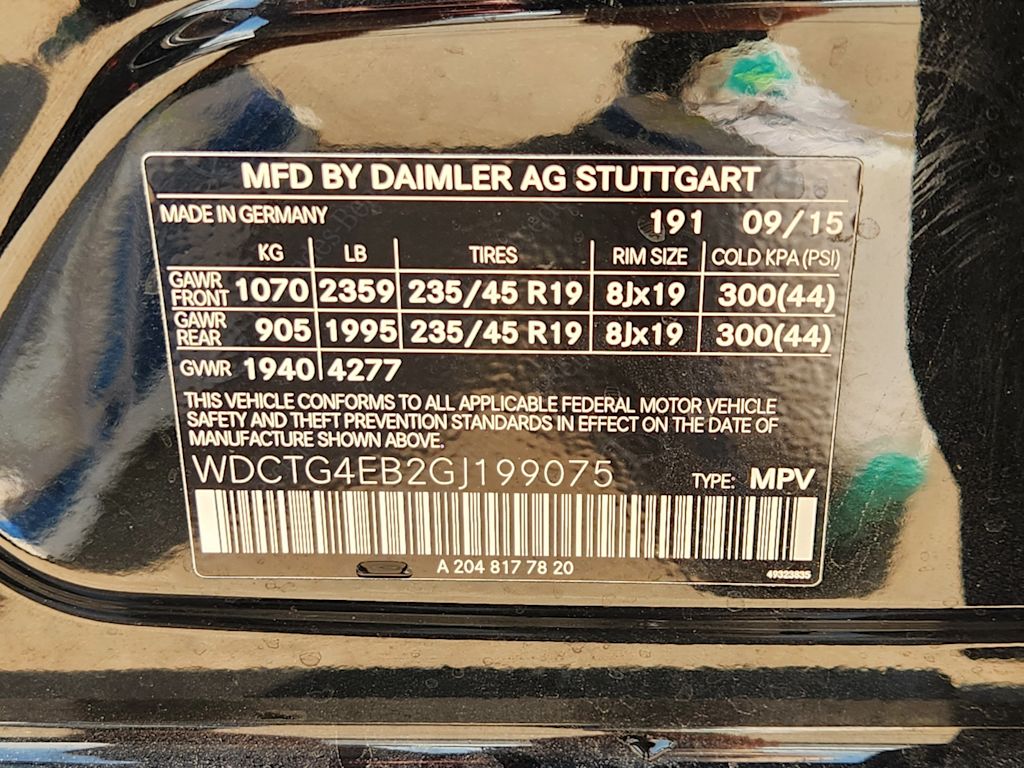 MFD BY DAIMLER AG STUTTGART
MADE IN GERMANY 191 09/15
KG LB TIRES RIM SIZE COLD KPA (PSI)
GAWR FRONT 1070 2359 235/45 R19 8Jx19 300(44)
GAWR REAR 905 1995 235/45 R19 8Jx19 300(44)
GVWR 1940 4277
THIS VEHICLE CONFORMS TO ALL APPLICABLE FEDERAL MOTOR VEHICLE
SAFETY AND THEFT PREVENTION STANDARDS IN EFFECT ON THE DATE OF
MANUFACTURE SHOWN ABOVE.
WDCTG4EB2GJ199075 TYPE: MPV
A 204 817 78 20
49323835